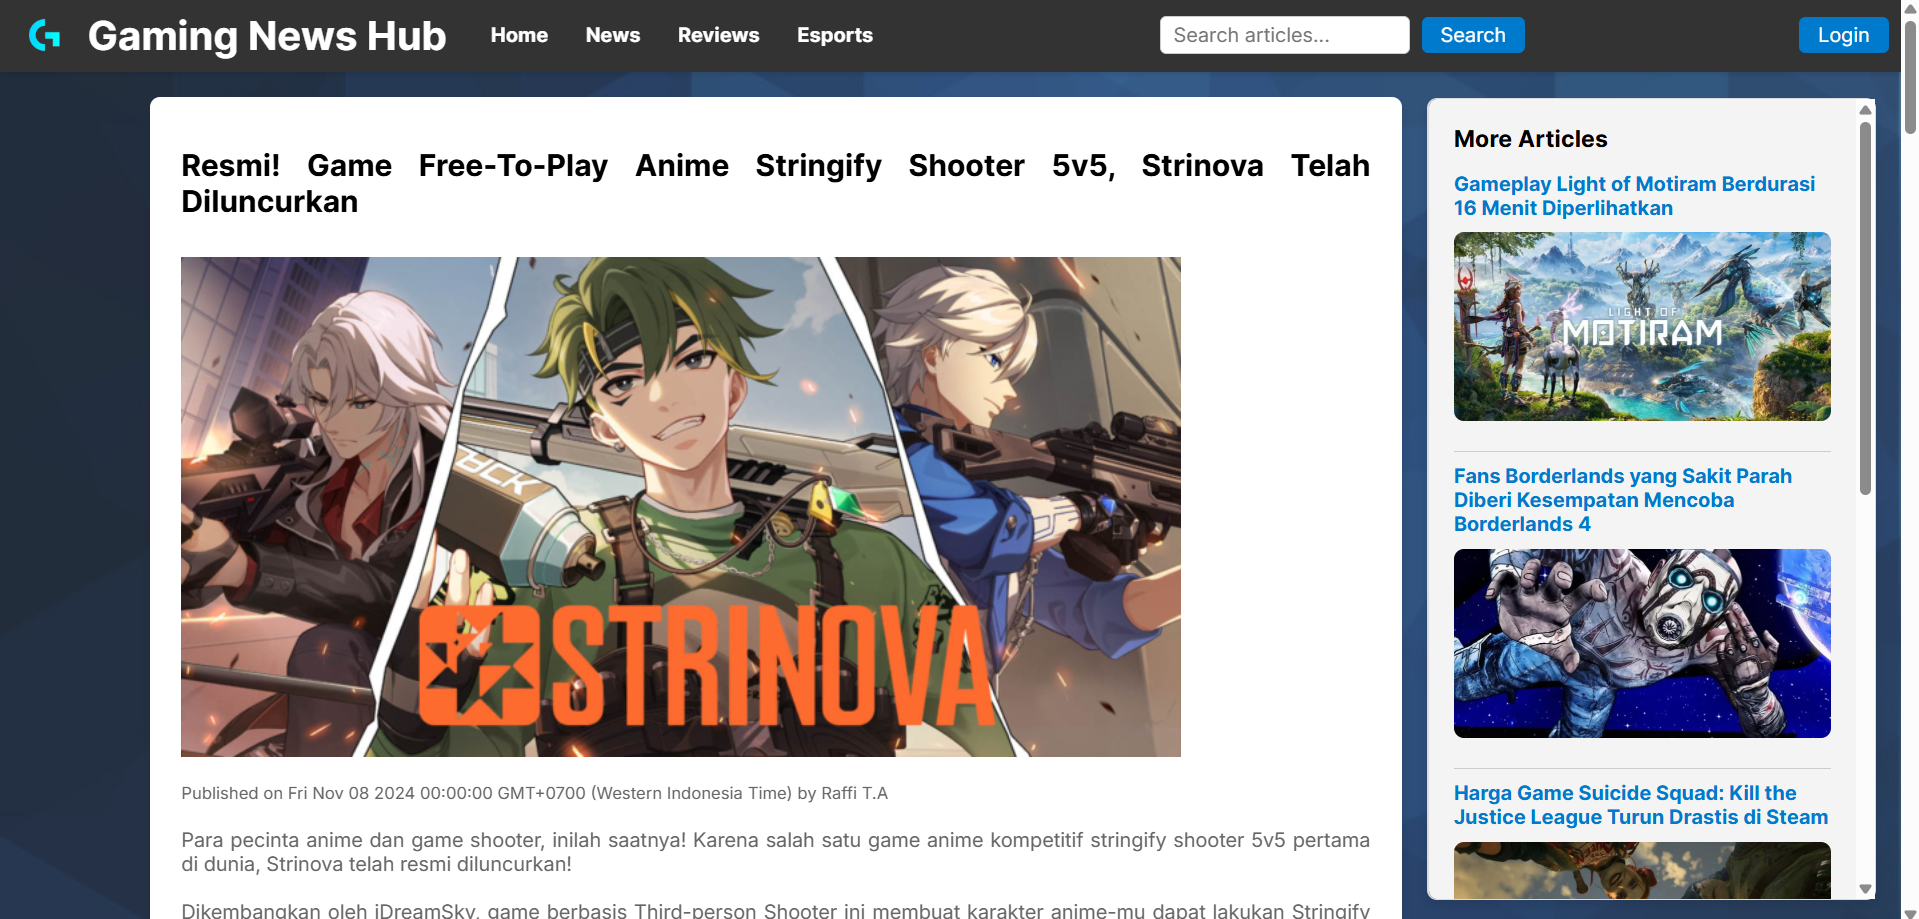 Gaming News Hub
Home News Reviews Esports
Search articles...
Search
Login
Resmi! Game Free-To-Play Anime Stringify Shooter 5v5, Strinova Telah
Diluncurkan
ACK
STRINOVA
Published on Fri Nov 08 2024 00:00:00 GMT+0700 (Western Indonesia Time) by Raffi T.A
Para pecinta anime dan game shooter, inilah saatnya! Karena salah satu game anime kompetitif stringify shooter 5v5 pertama
di dunia, Strinova telah resmi diluncurkan!
Dikembangkan oleh iDreamSky, game berbasis Third-person Shooter ini membuat karakter anime-mu dapat lakukan Stringify
More Articles
Gameplay Light of Motiram Berdurasi
16 Menit Diperlihatkan
LIGHT OF
MOTIRAM
Fans Borderlands yang Sakit Parah
Diberi Kesempatan Mencoba
Borderlands 4
Harga Game Suicide Squad: Kill the
Justice League Turun Drastis di Steam